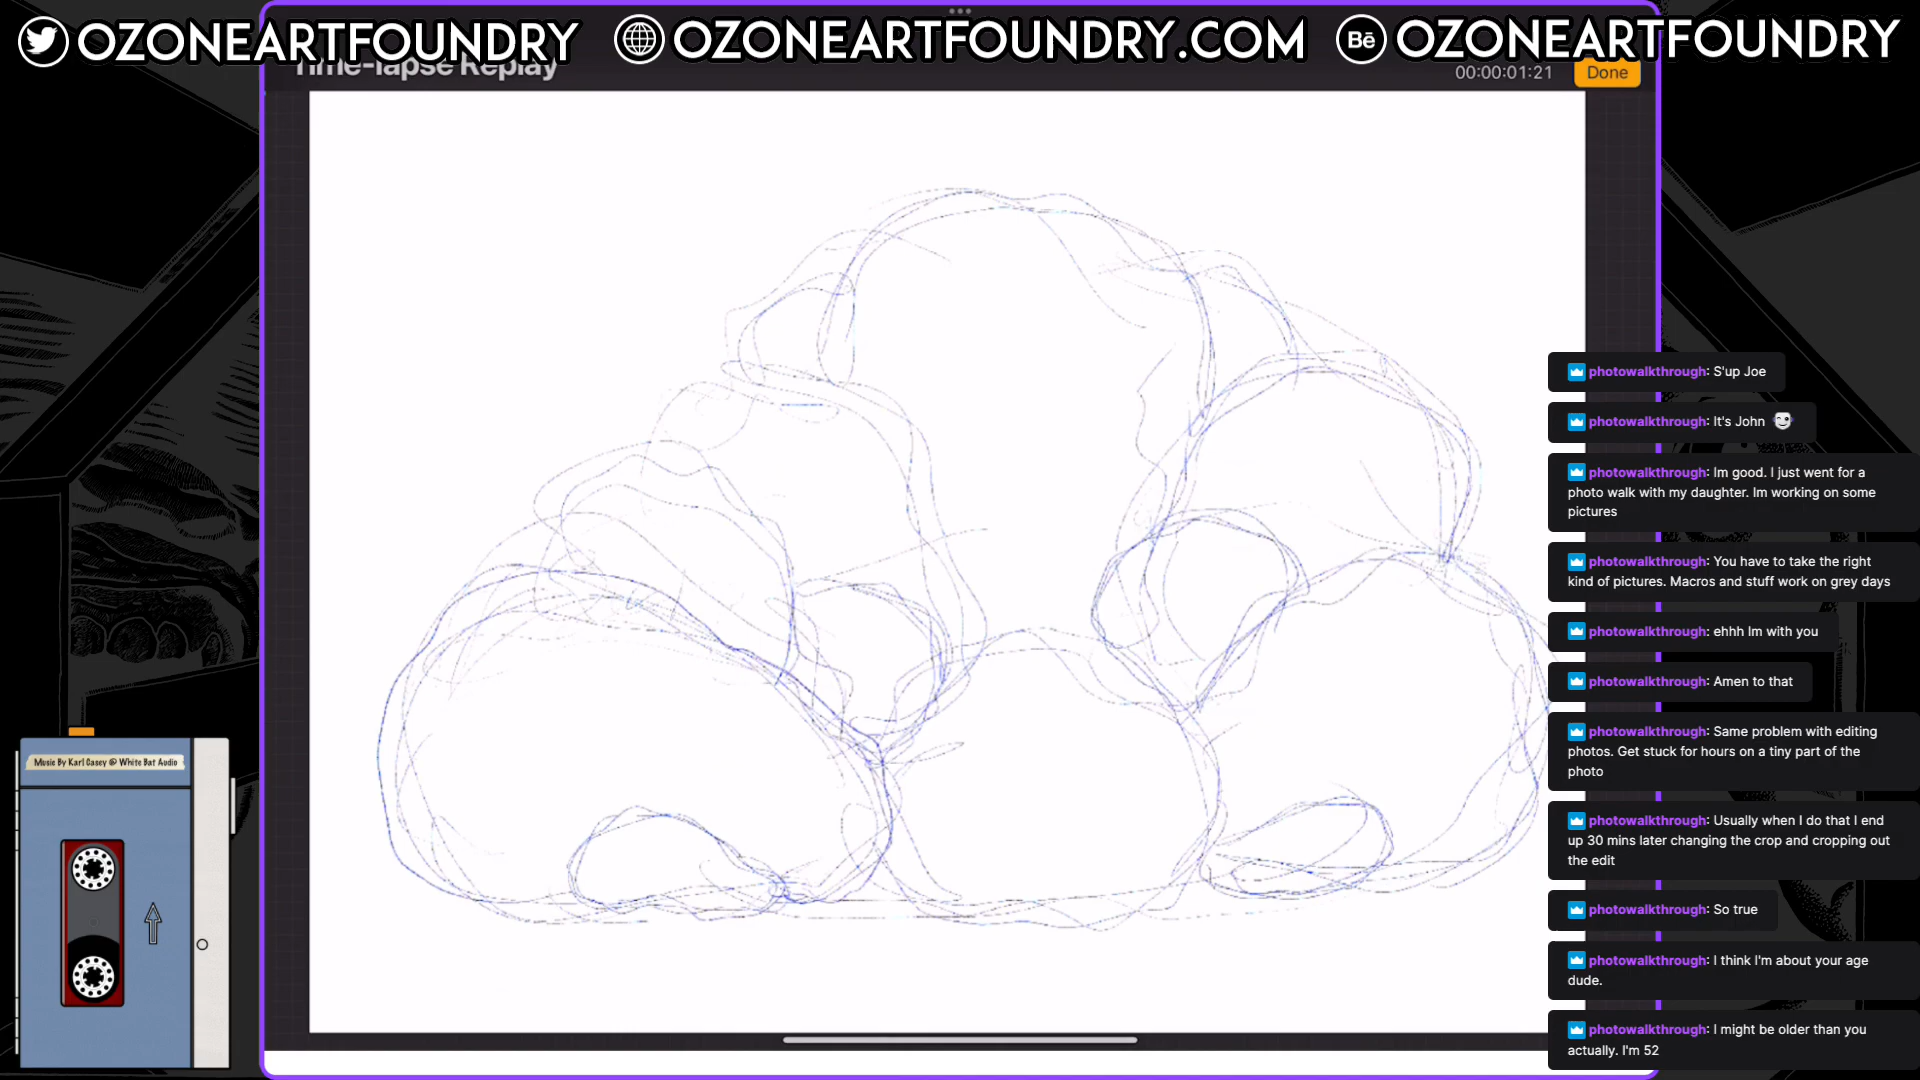 OZONEARTFOUNDRY
OZONEARTFOUNDRY.COM
Bē OZONEARTFOUNDRY
Time-lapse Replay
00:00:01:21
Done
photowalkthrough: S'up Joe
photowalkthrough: It's John
photowalkthrough: Im good. I just went for a
photo walk with my daughter. Im working on some
pictures
photowalkthrough: You have to take the right
kind of pictures. Macros and stuff work on grey days
photowalkthrough: ehhh Im with you
photowalkthrough: Amen to that
photowalkthrough: Same problem with editing
photos. Get stuck for hours on a tiny part of the
photo
photowalkthrough: Usually when I do that I end
up 30 mins later changing the crop and cropping out
the edit
photowalkthrough: So true
photowalkthrough: I think I'm about your age
dude.
photowalkthrough: I might be older than you
actually. I'm 52
Music By Karl Casey @ White Bat Audio